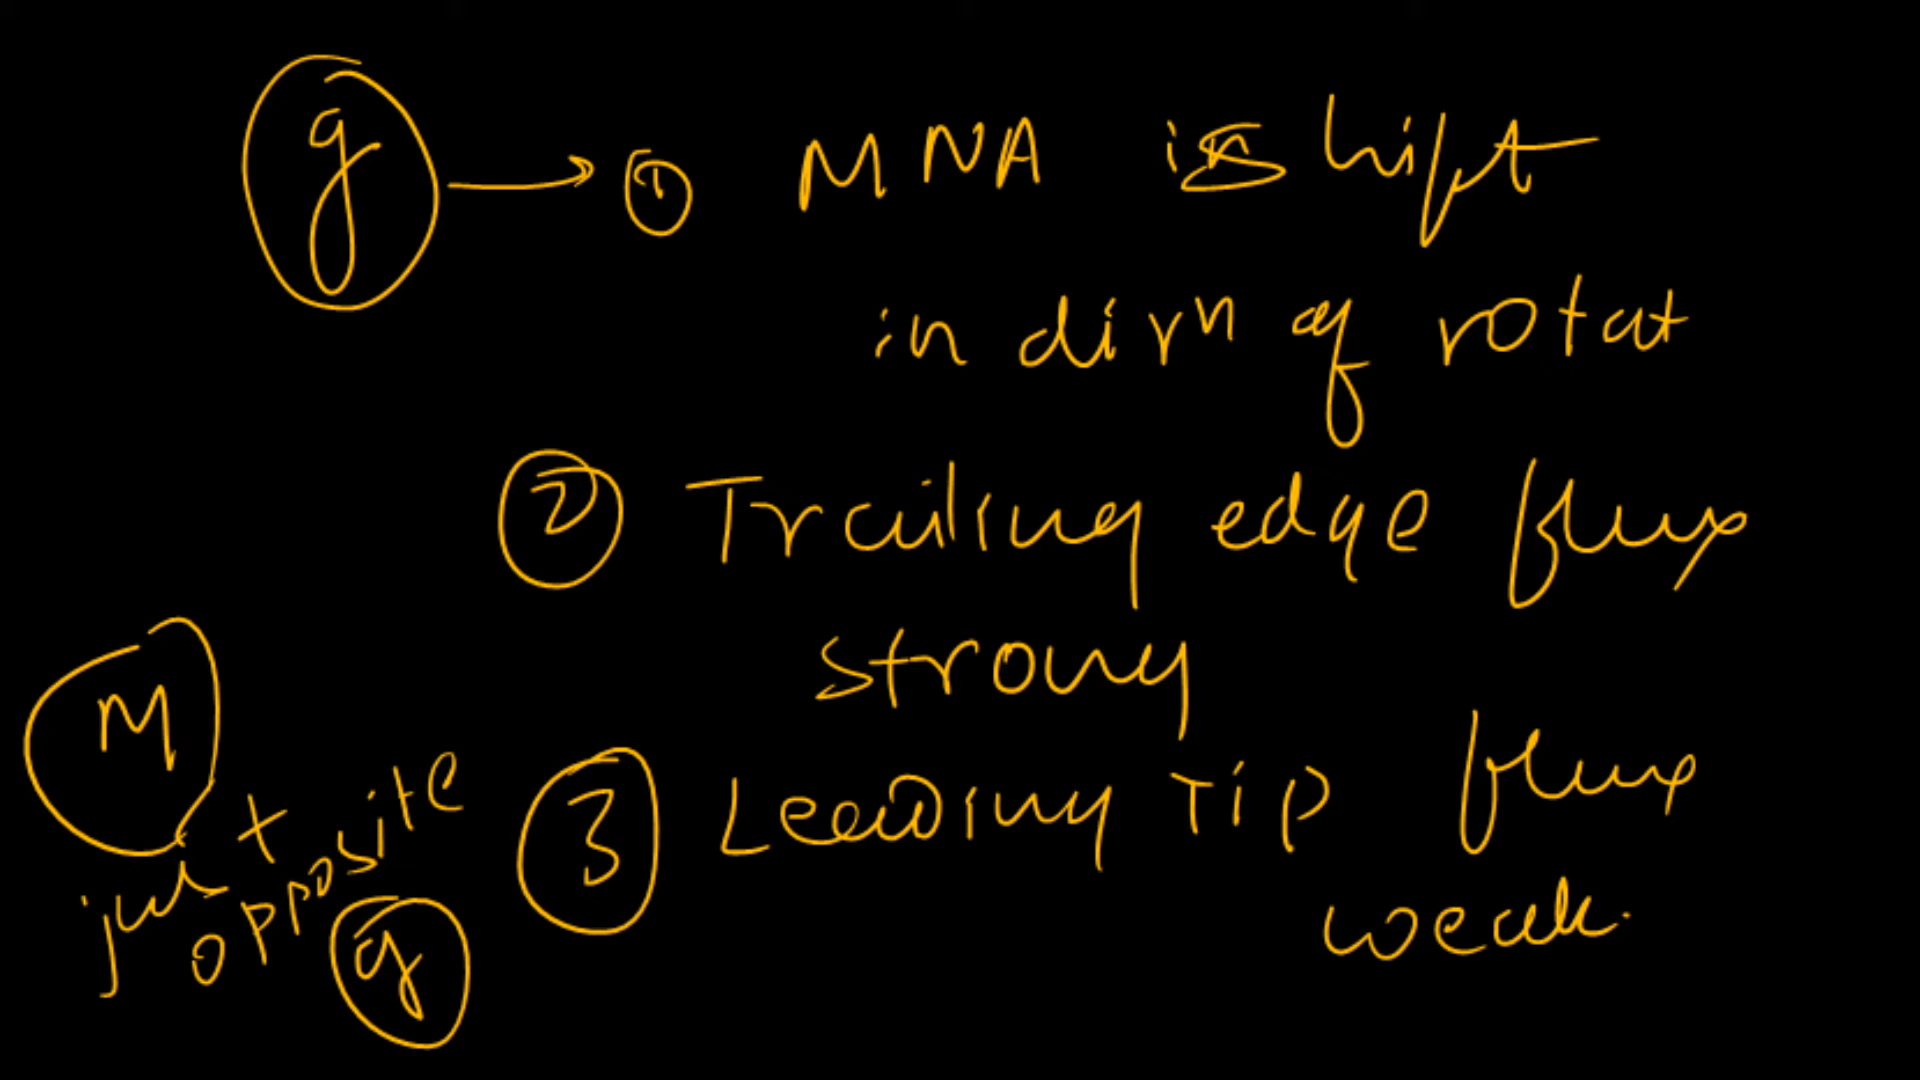 g → ① MNA is shift
in dirn of rotat
② Trailing edge flux
strong
③ Leading Tip flux
weak.
M
just opposite
g